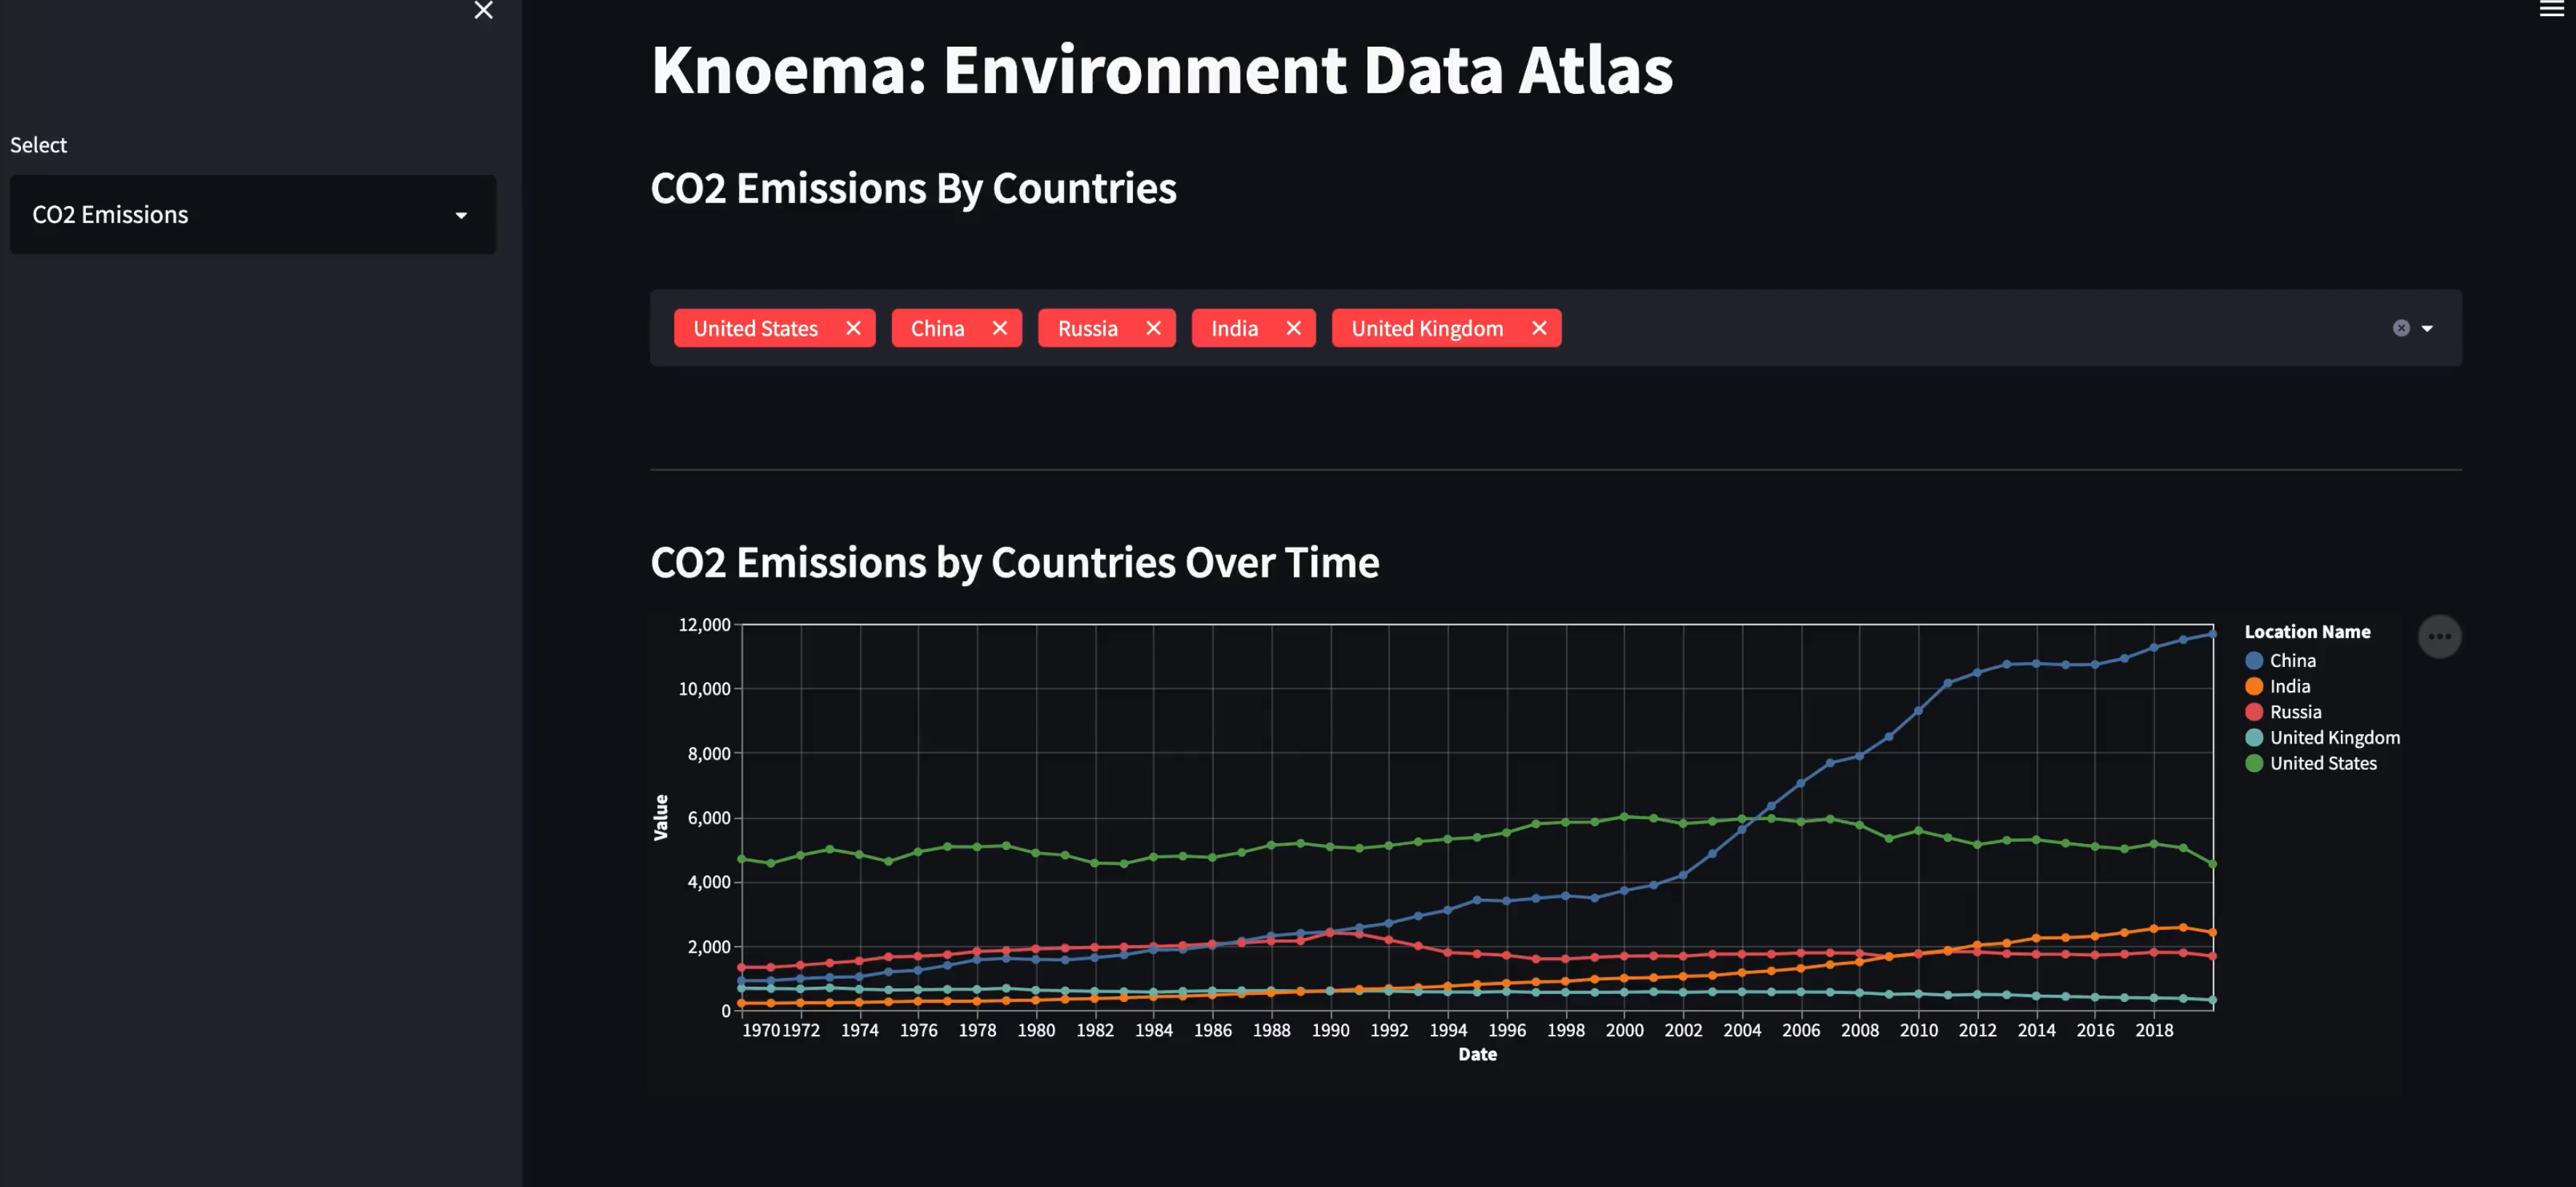 Knoema: Environment Data Atlas
Select
CO2 Emissions
CO2 Emissions By Countries
United States China Russia India United Kingdom
CO2 Emissions by Countries Over Time
12,000
10,000
8,000
6,000
4,000
2,000
0
Value
1970 1972 1974 1976 1978 1980 1982 1984 1986 1988 1990 1992 1994 1996 1998 2000 2002 2004 2006 2008 2010 2012 2014 2016 2018
Date
Location Name
China
India
Russia
United Kingdom
United States